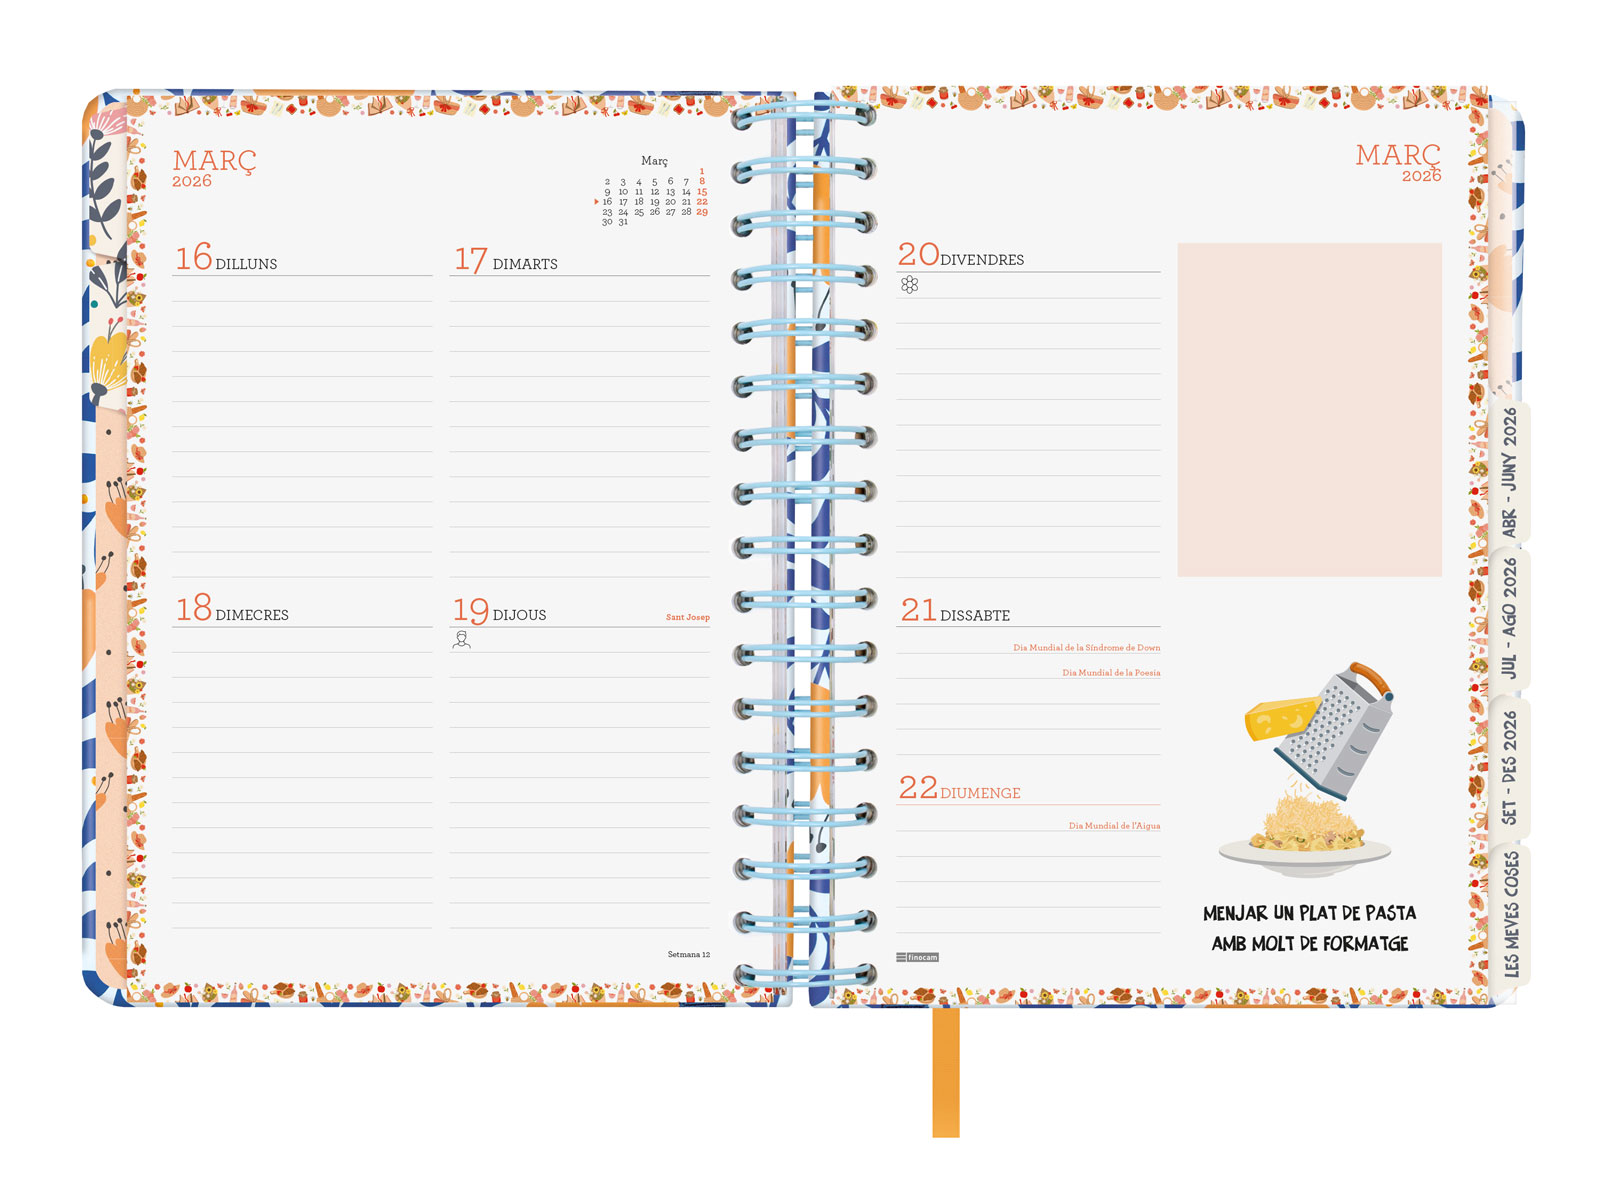 MARÇ
2026
Març
1
2 3 4 5 6 7 8
9 10 11 12 13 14 15
16 17 18 19 20 21 22
23 24 25 26 27 28 29
30 31
16 DILLUNS
17 DIMARTS
18 DIMECRES
19 DIJOUS
Sant Josep
Setmana 12
MARÇ
2026
20 DIVENDRES
21 DISSABTE
Dia Mundial de la Síndrome de Down
Dia Mundial de la Poesia
22 DIUMENGE
Dia Mundial de l'Aigua
finocam
MENJAR UN PLAT DE PASTA
AMB MOLT DE FORMATGE
ABR - JUNY 2026
JUL - AGO 2026
SET - DES 2026
LES MEVES COSES